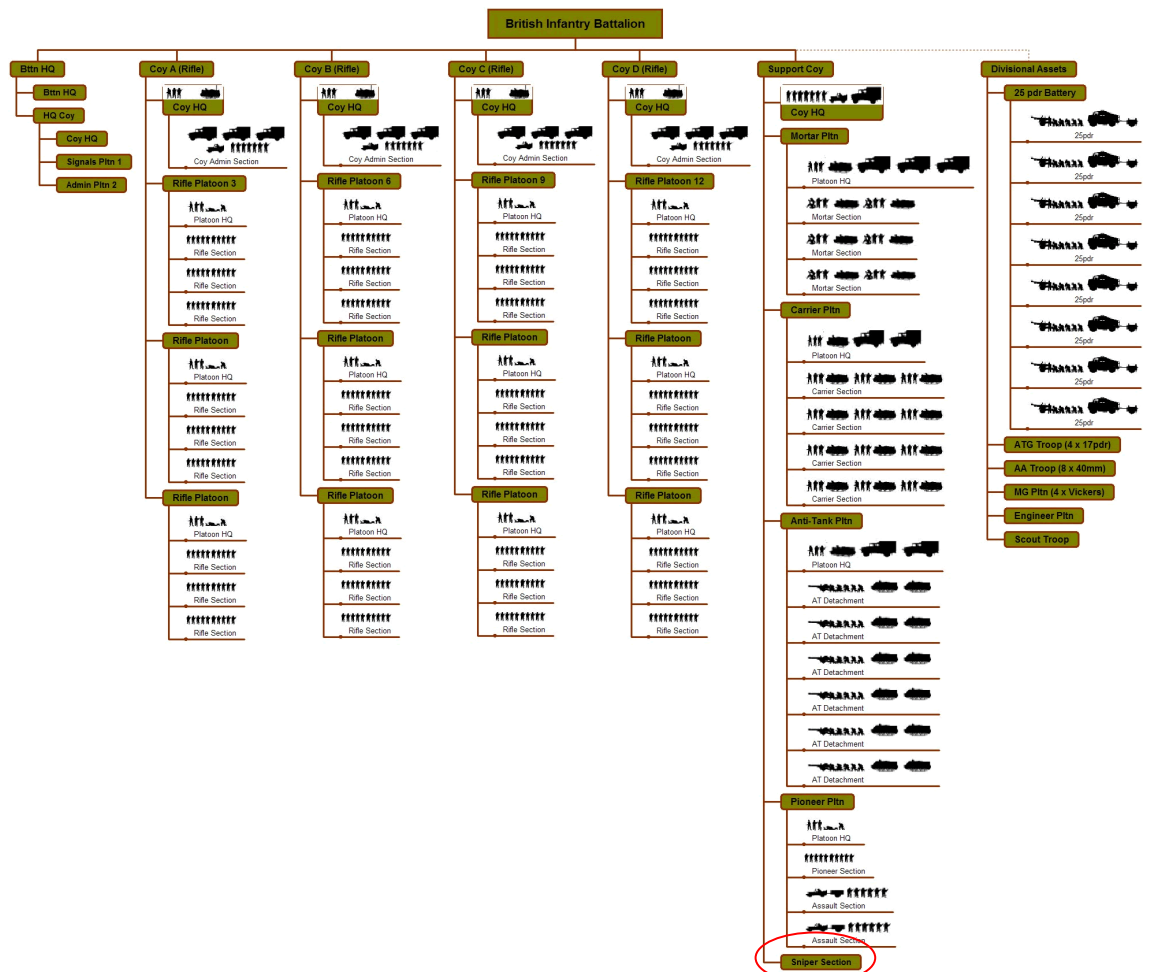 British Infantry Battalion
Bttn HQ
Bttn HQ
HQ Coy
Coy HQ
Signals Pltn 1
Admin Pltn 2
Coy A (Rifle)
Coy HQ
Coy Admin Section
Rifle Platoon 3
Platoon HQ
Rifle Section
Rifle Section
Rifle Section
Rifle Platoon
Platoon HQ
Rifle Section
Rifle Section
Rifle Section
Rifle Platoon
Platoon HQ
Rifle Section
Rifle Section
Rifle Section
Coy B (Rifle)
Coy HQ
Coy Admin Section
Rifle Platoon 6
Platoon HQ
Rifle Section
Rifle Section
Rifle Section
Rifle Platoon
Platoon HQ
Rifle Section
Rifle Section
Rifle Section
Rifle Platoon
Platoon HQ
Rifle Section
Rifle Section
Rifle Section
Coy C (Rifle)
Coy HQ
Coy Admin Section
Rifle Platoon 9
Platoon HQ
Rifle Section
Rifle Section
Rifle Section
Rifle Platoon
Platoon HQ
Rifle Section
Rifle Section
Rifle Section
Rifle Platoon
Platoon HQ
Rifle Section
Rifle Section
Rifle Section
Coy D (Rifle)
Coy HQ
Coy Admin Section
Rifle Platoon 12
Platoon HQ
Rifle Section
Rifle Section
Rifle Section
Rifle Platoon
Platoon HQ
Rifle Section
Rifle Section
Rifle Section
Rifle Platoon
Platoon HQ
Rifle Section
Rifle Section
Rifle Section
Support Coy
Coy HQ
Mortar Pltn
Platoon HQ
Mortar Section
Mortar Section
Mortar Section
Carrier Pltn
Platoon HQ
Carrier Section
Carrier Section
Carrier Section
Carrier Section
Anti-Tank Pltn
Platoon HQ
AT Detachment
AT Detachment
AT Detachment
AT Detachment
AT Detachment
AT Detachment
Pioneer Pltn
Platoon HQ
Pioneer Section
Assault Section
Assault Section
Sniper Section
Divisional Assets
25 pdr Battery
25pdr
25pdr
25pdr
25pdr
25pdr
25pdr
25pdr
25pdr
ATG Troop (4 x 17pdr)
AA Troop (8 x 40mm)
MG Pltn (4 x Vickers)
Engineer Pltn
Scout Troop